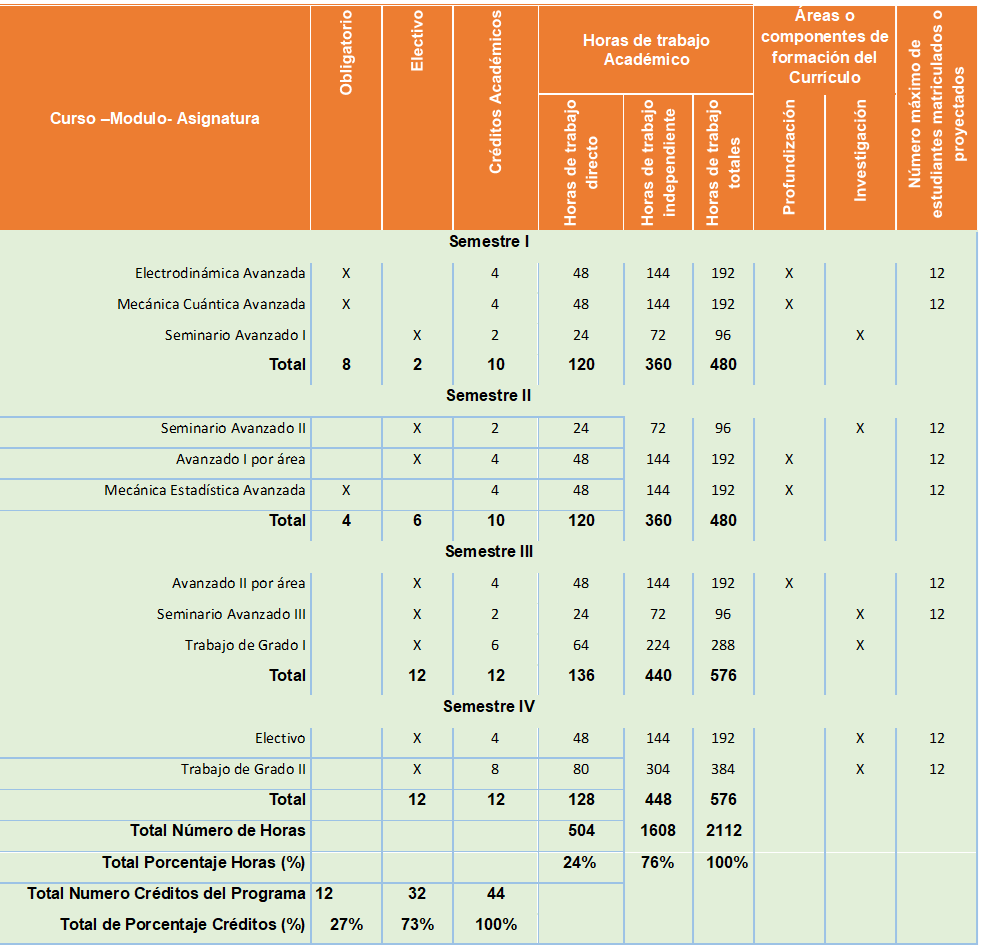 Curso –Modulo- Asignatura
Obligatorio
Electivo
Créditos Académicos
Horas de trabajo
Académico
Horas de trabajo
directo
Horas de trabajo
independiente
Horas de trabajo
totales
Áreas o
componentes de
formación del
Currículo
Profundización
Investigación
Número máximo de
estudiantes matriculados o
proyectados
Semestre I
Electrodinámica Avanzada X 4 48 144 192 X 12
Mecánica Cuántica Avanzada X 4 48 144 192 X 12
Seminario Avanzado I X 2 24 72 96 X
Total 8 2 10 120 360 480
Semestre II
Seminario Avanzado II X 2 24 72 96 X 12
Avanzado I por área X 4 48 144 192 X 12
Mecánica Estadística Avanzada X 4 48 144 192 X 12
Total 4 6 10 120 360 480
Semestre III
Avanzado II por área X 4 48 144 192 X 12
Seminario Avanzado III X 2 24 72 96 X 12
Trabajo de Grado I X 6 64 224 288 X
Total 12 12 136 440 576
Semestre IV
Electivo X 4 48 144 192 X 12
Trabajo de Grado II X 8 80 304 384 X 12
Total 12 12 128 448 576
Total Número de Horas 504 1608 2112
Total Porcentaje Horas (%) 24% 76% 100%
Total Numero Créditos del Programa 12 32 44
Total de Porcentaje Créditos (%) 27% 73% 100%